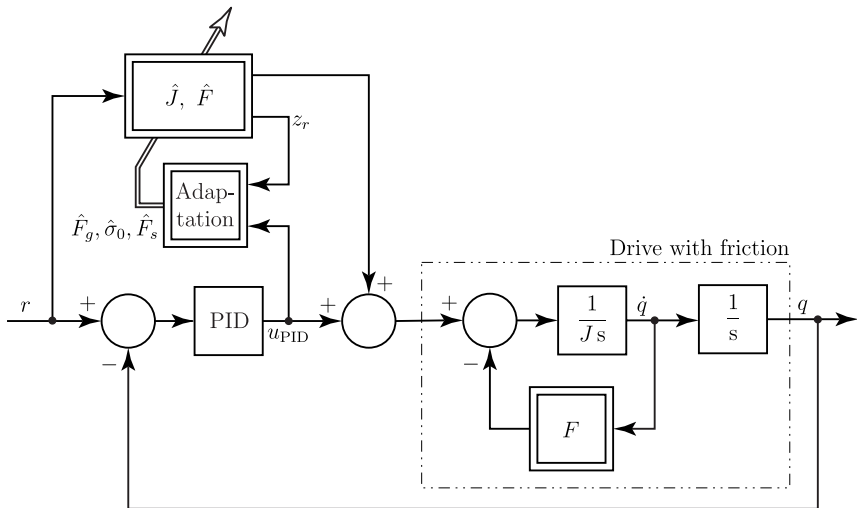 Ĵ, F̂
z_r
Adap-
tation
F̂_g, σ̂_0, F̂_s
Drive with friction
r
+
−
PID
u_PID
+
+
+
−
1
J s
q̇
1
s
q
F